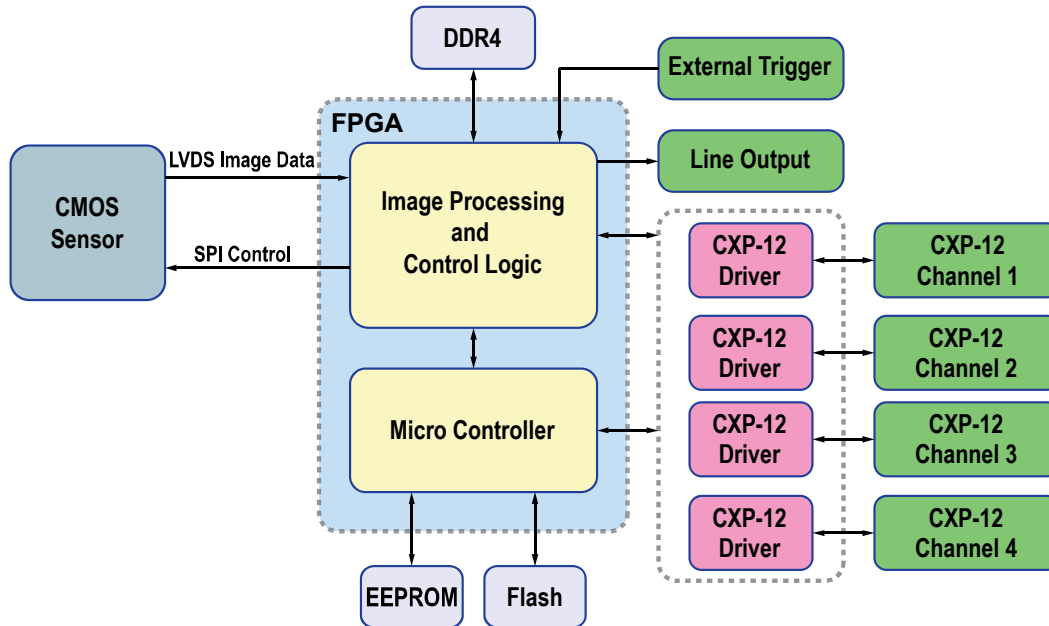 DDR4
External Trigger
FPGA
Line Output
LVDS Image Data
CMOS
Sensor
SPI Control
Image Processing
and
Control Logic
CXP-12
Driver
CXP-12
Channel 1
CXP-12
Driver
CXP-12
Channel 2
Micro Controller
CXP-12
Driver
CXP-12
Channel 3
CXP-12
Driver
CXP-12
Channel 4
EEPROM
Flash